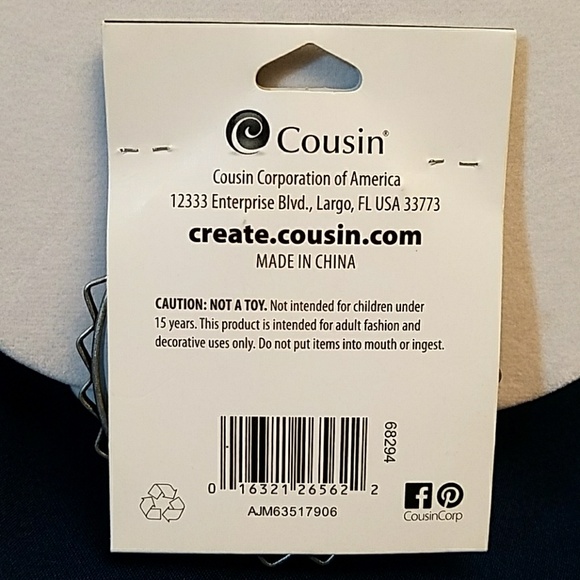 Cousin®
Cousin Corporation of America
12333 Enterprise Blvd., Largo, FL USA 33773
create.cousin.com
MADE IN CHINA
CAUTION: NOT A TOY. Not intended for children under
15 years. This product is intended for adult fashion and
decorative uses only. Do not put items into mouth or ingest.
68294
0 16321 26562 2
AJM63517906
CousinCorp